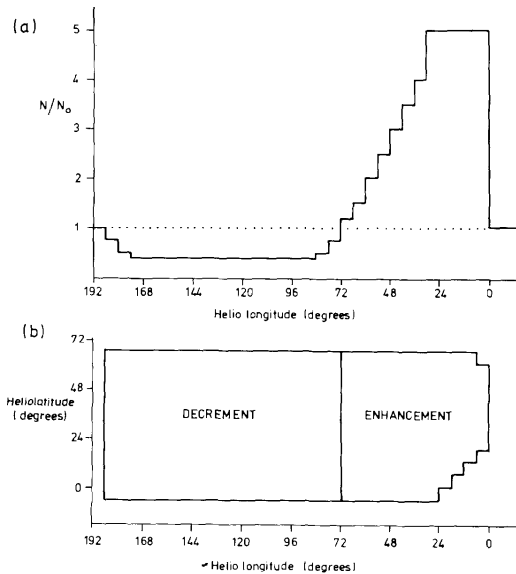 (a)
5
4
N/N₀
3
2
1
192 168 144 120 96 72 48 24 0
Helio longitude (degrees)
(b)
72
Heliolatitude
(degrees)
48
24
0
DECREMENT ENHANCEMENT
192 168 144 120 96 72 48 24 0
Helio longitude (degrees)